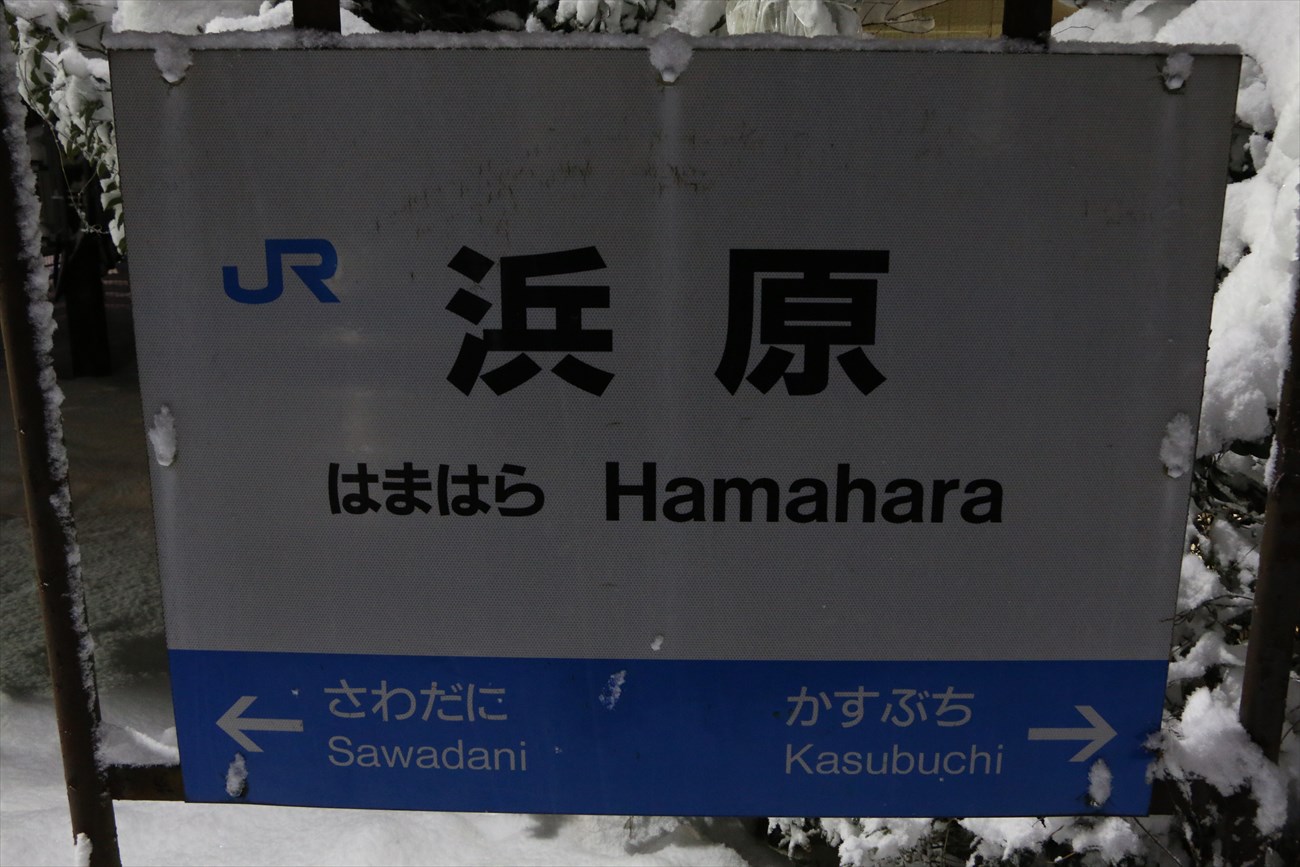 JR 浜原
はまはら Hamahara
← さわだに かすぶち →
Sawadani Kasubuchi